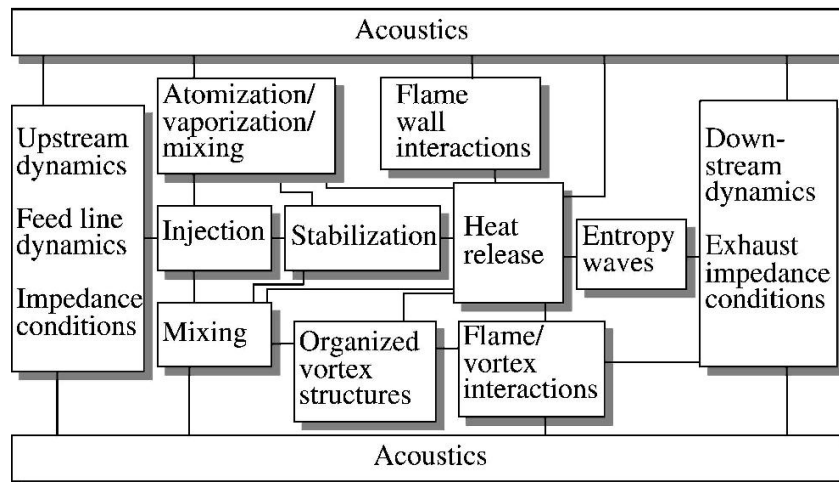 Acoustics
Upstream
dynamics
Feed line
dynamics
Impedance
conditions
Atomization/
vaporization/
mixing
Flame
wall
interactions
Injection
Stabilization
Heat
release
Entropy
waves
Down-
stream
dynamics
Exhaust
impedance
conditions
Mixing
Organized
vortex
structures
Flame/
vortex
interactions
Acoustics